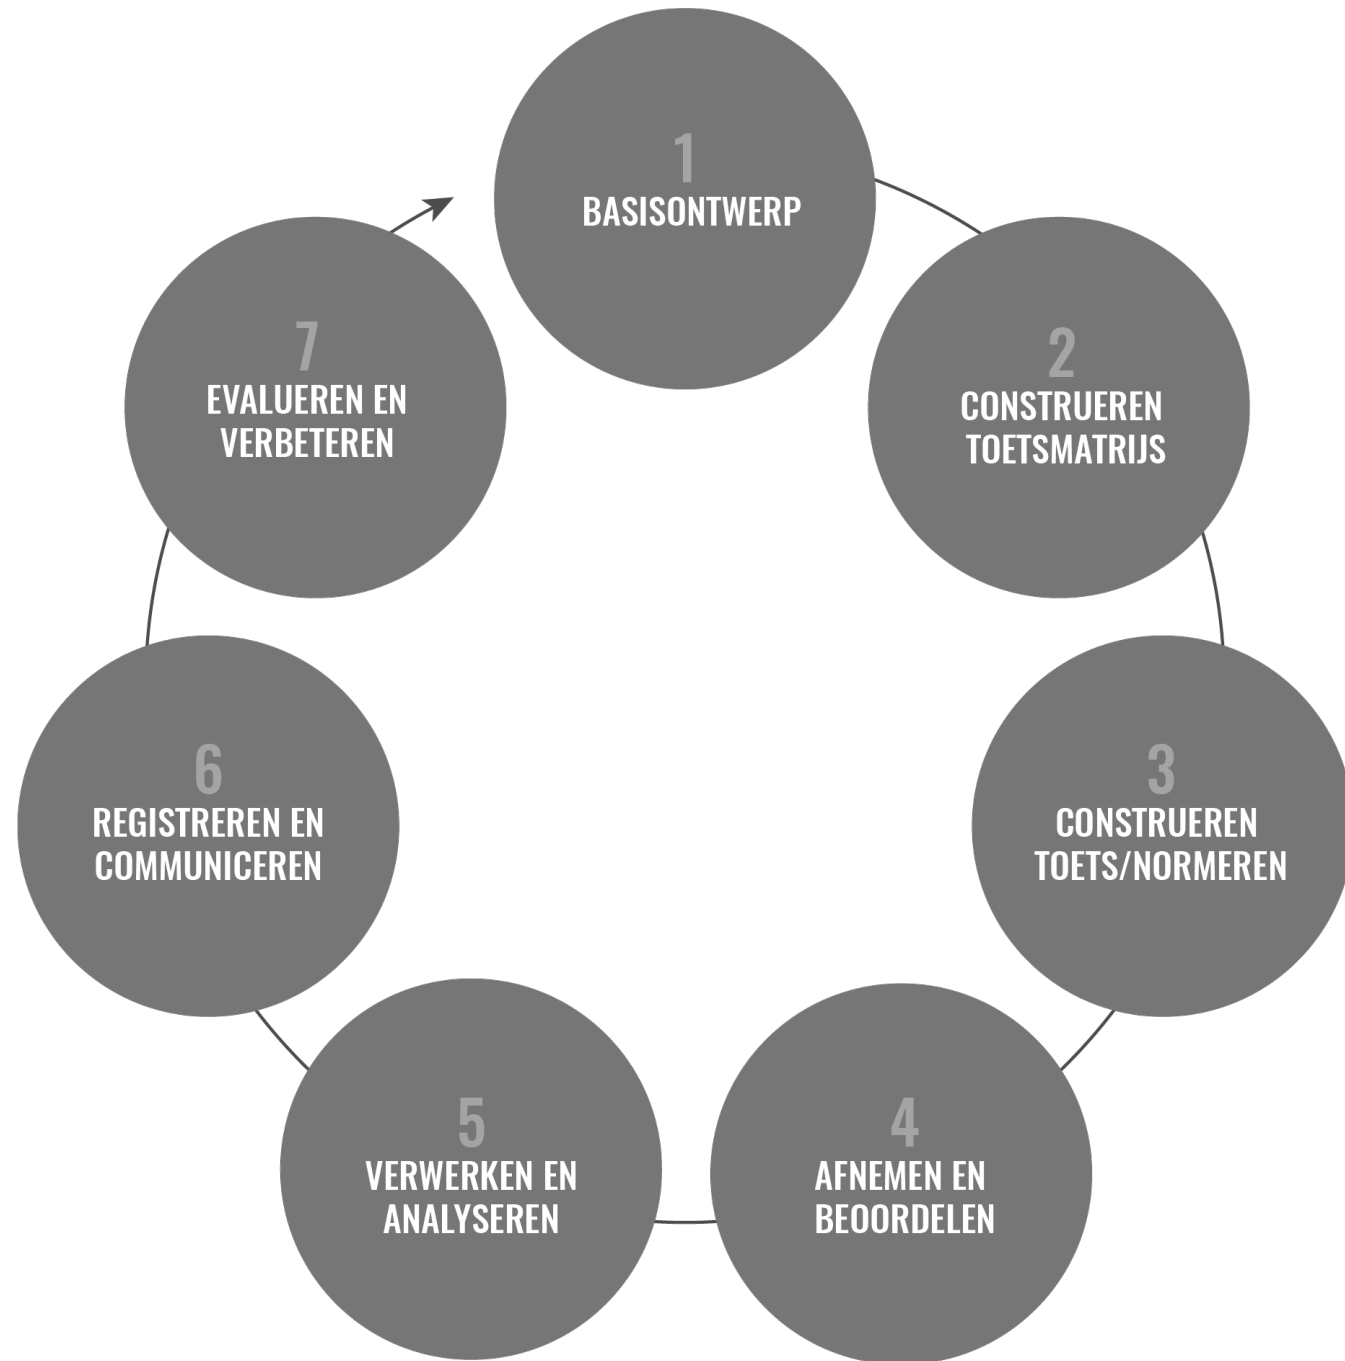 1
BASISONTWERP
2
CONSTRUEREN
TOETSMATRIJS
3
CONSTRUEREN
TOETS/NORMEREN
4
AFNEMEN EN
BEOORDELEN
5
VERWERKEN EN
ANALYSEREN
6
REGISTREREN EN
COMMUNICEREN
7
EVALUEREN EN
VERBETEREN